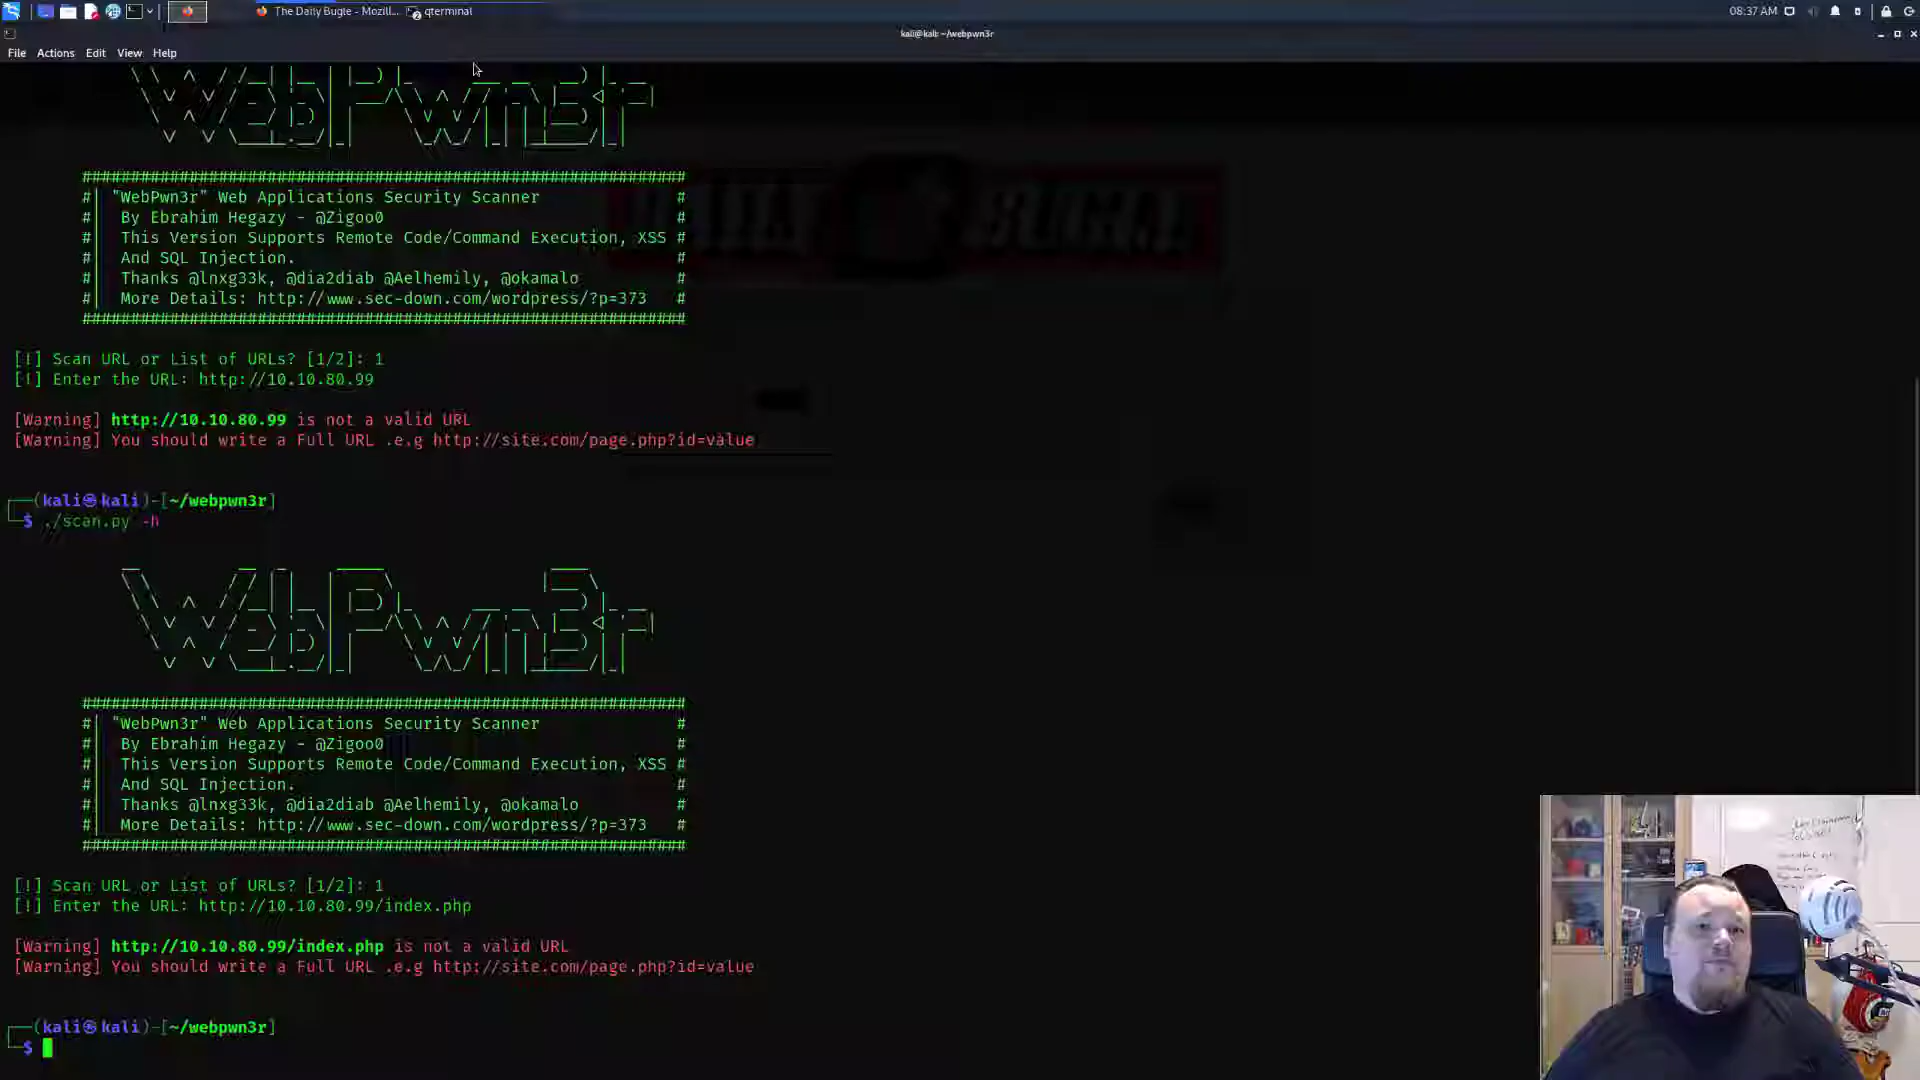 The Daily Bugle - Mozill...
qterminal
08:37 AM
kali@kali: ~/webpwn3r
File Actions Edit View Help
WebPwn3r
DAILY BUGLE
###############################################################
#| "WebPwn3r" Web Applications Security Scanner #
#| By Ebrahim Hegazy - @Zigoo0 #
#| This Version Supports Remote Code/Command Execution, XSS #
#| And SQL Injection. #
#| Thanks @lnxg33k, @dia2diab @Aelhemily, @okamalo #
#| More Details: http://www.sec-down.com/wordpress/?p=373 #
###############################################################
[!] Scan URL or List of URLs? [1/2]: 1
[!] Enter the URL: http://10.10.80.99
[Warning] http://10.10.80.99 is not a valid URL
[Warning] You should write a Full URL .e.g http://site.com/page.php?id=value
(kali㉿kali)-[~/webpwn3r]
$ ./scan.py -h
WebPwn3r
###############################################################
#| "WebPwn3r" Web Applications Security Scanner #
#| By Ebrahim Hegazy - @Zigoo0 #
#| This Version Supports Remote Code/Command Execution, XSS #
#| And SQL Injection. #
#| Thanks @lnxg33k, @dia2diab @Aelhemily, @okamalo #
#| More Details: http://www.sec-down.com/wordpress/?p=373 #
###############################################################
[!] Scan URL or List of URLs? [1/2]: 1
[!] Enter the URL: http://10.10.80.99/index.php
[Warning] http://10.10.80.99/index.php is not a valid URL
[Warning] You should write a Full URL .e.g http://site.com/page.php?id=value
(kali㉿kali)-[~/webpwn3r]
$